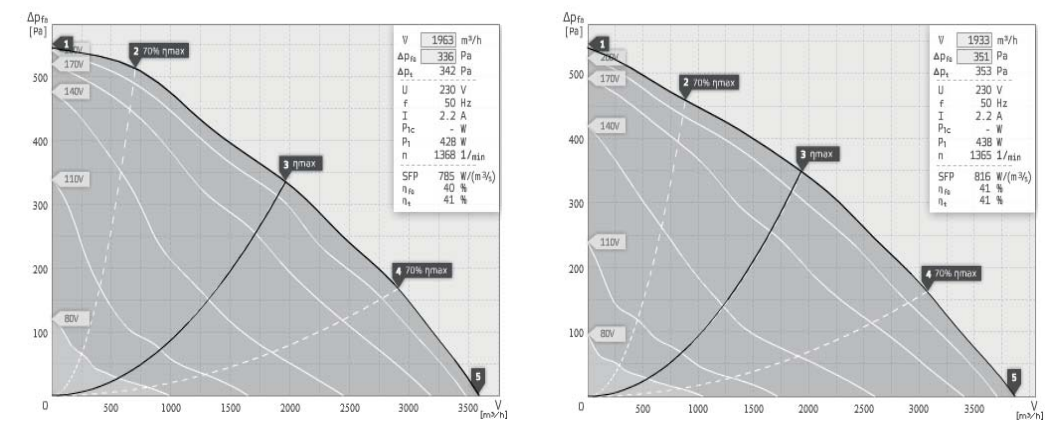 Δpfa
[Pa]
500
400
300
200
100
0
500
1000
1500
2000
2500
3000
3500
V
[m³/h]
1
170V
140V
110V
80V
2 70% ηmax
3 ηmax
4 70% ηmax
5
V 1963 m³/h
Δpfa 336 Pa
Δpt 342 Pa
U 230 V
f 50 Hz
I 2.2 A
P1c - W
P1 428 W
n 1368 1/min
SFP 785 W/(m³/s)
ηfa 40 %
ηt 41 %
Δpfa
[Pa]
500
400
300
200
100
0
500
1000
1500
2000
2500
3000
3400
V
[m³/h]
1
170V
140V
110V
80V
2 70% ηmax
3 ηmax
4 70% ηmax
5
V 1933 m³/h
Δpfa 351 Pa
Δpt 353 Pa
U 230 V
f 50 Hz
I 2.2 A
P1c - W
P1 438 W
n 1365 1/min
SFP 816 W/(m³/s)
ηfa 41 %
ηt 41 %